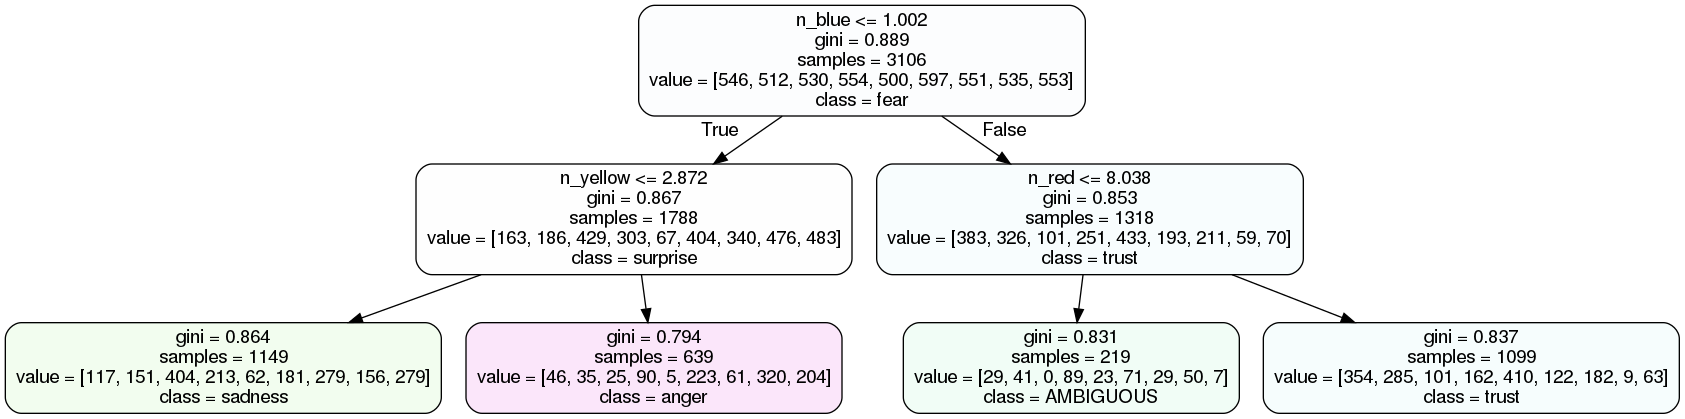 n_blue <= 1.002
gini = 0.889
samples = 3106
value = [546, 512, 530, 554, 500, 597, 551, 535, 553]
class = fear
True
False
n_yellow <= 2.872
gini = 0.867
samples = 1788
value = [163, 186, 429, 303, 67, 404, 340, 476, 483]
class = surprise
n_red <= 8.038
gini = 0.853
samples = 1318
value = [383, 326, 101, 251, 433, 193, 211, 59, 70]
class = trust
gini = 0.864
samples = 1149
value = [117, 151, 404, 213, 62, 181, 279, 156, 279]
class = sadness
gini = 0.794
samples = 639
value = [46, 35, 25, 90, 5, 223, 61, 320, 204]
class = anger
gini = 0.831
samples = 219
value = [29, 41, 0, 89, 23, 71, 29, 50, 7]
class = AMBIGUOUS
gini = 0.837
samples = 1099
value = [354, 285, 101, 162, 410, 122, 182, 9, 63]
class = trust